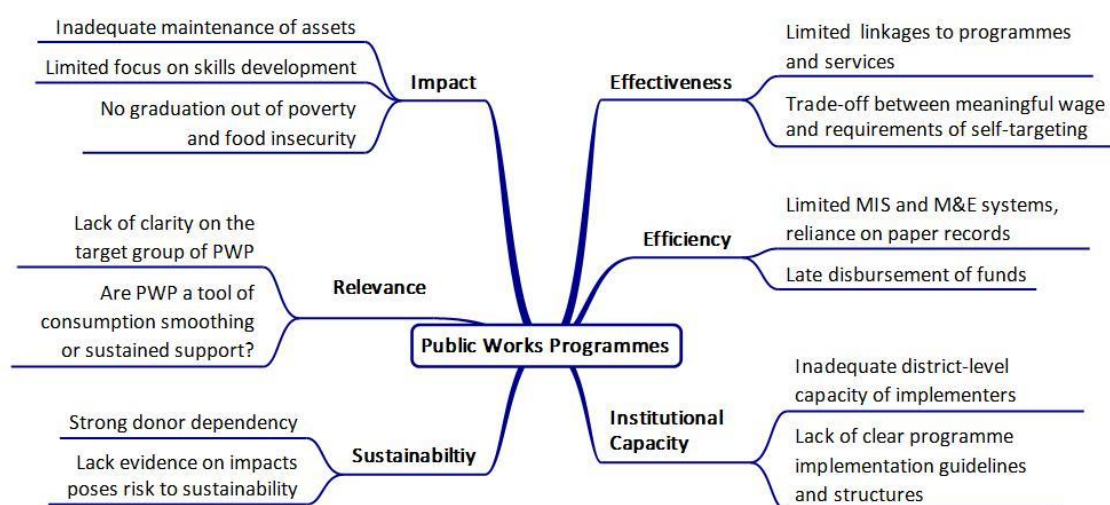 Inadequate maintenance of assets
Limited focus on skills development
No graduation out of poverty
and food insecurity
Impact
Lack of clarity on the
target group of PWP
Are PWP a tool of
consumption smoothing
or sustained support?
Relevance
Strong donor dependency
Lack evidence on impacts
poses risk to sustainability
Sustainabiltiy
Public Works Programmes
Effectiveness
Limited linkages to programmes
and services
Trade-off between meaningful wage
and requirements of self-targeting
Efficiency
Limited MIS and M&E systems,
reliance on paper records
Late disbursement of funds
Institutional
Capacity
Inadequate district-level
capacity of implementers
Lack of clear programme
implementation guidelines
and structures